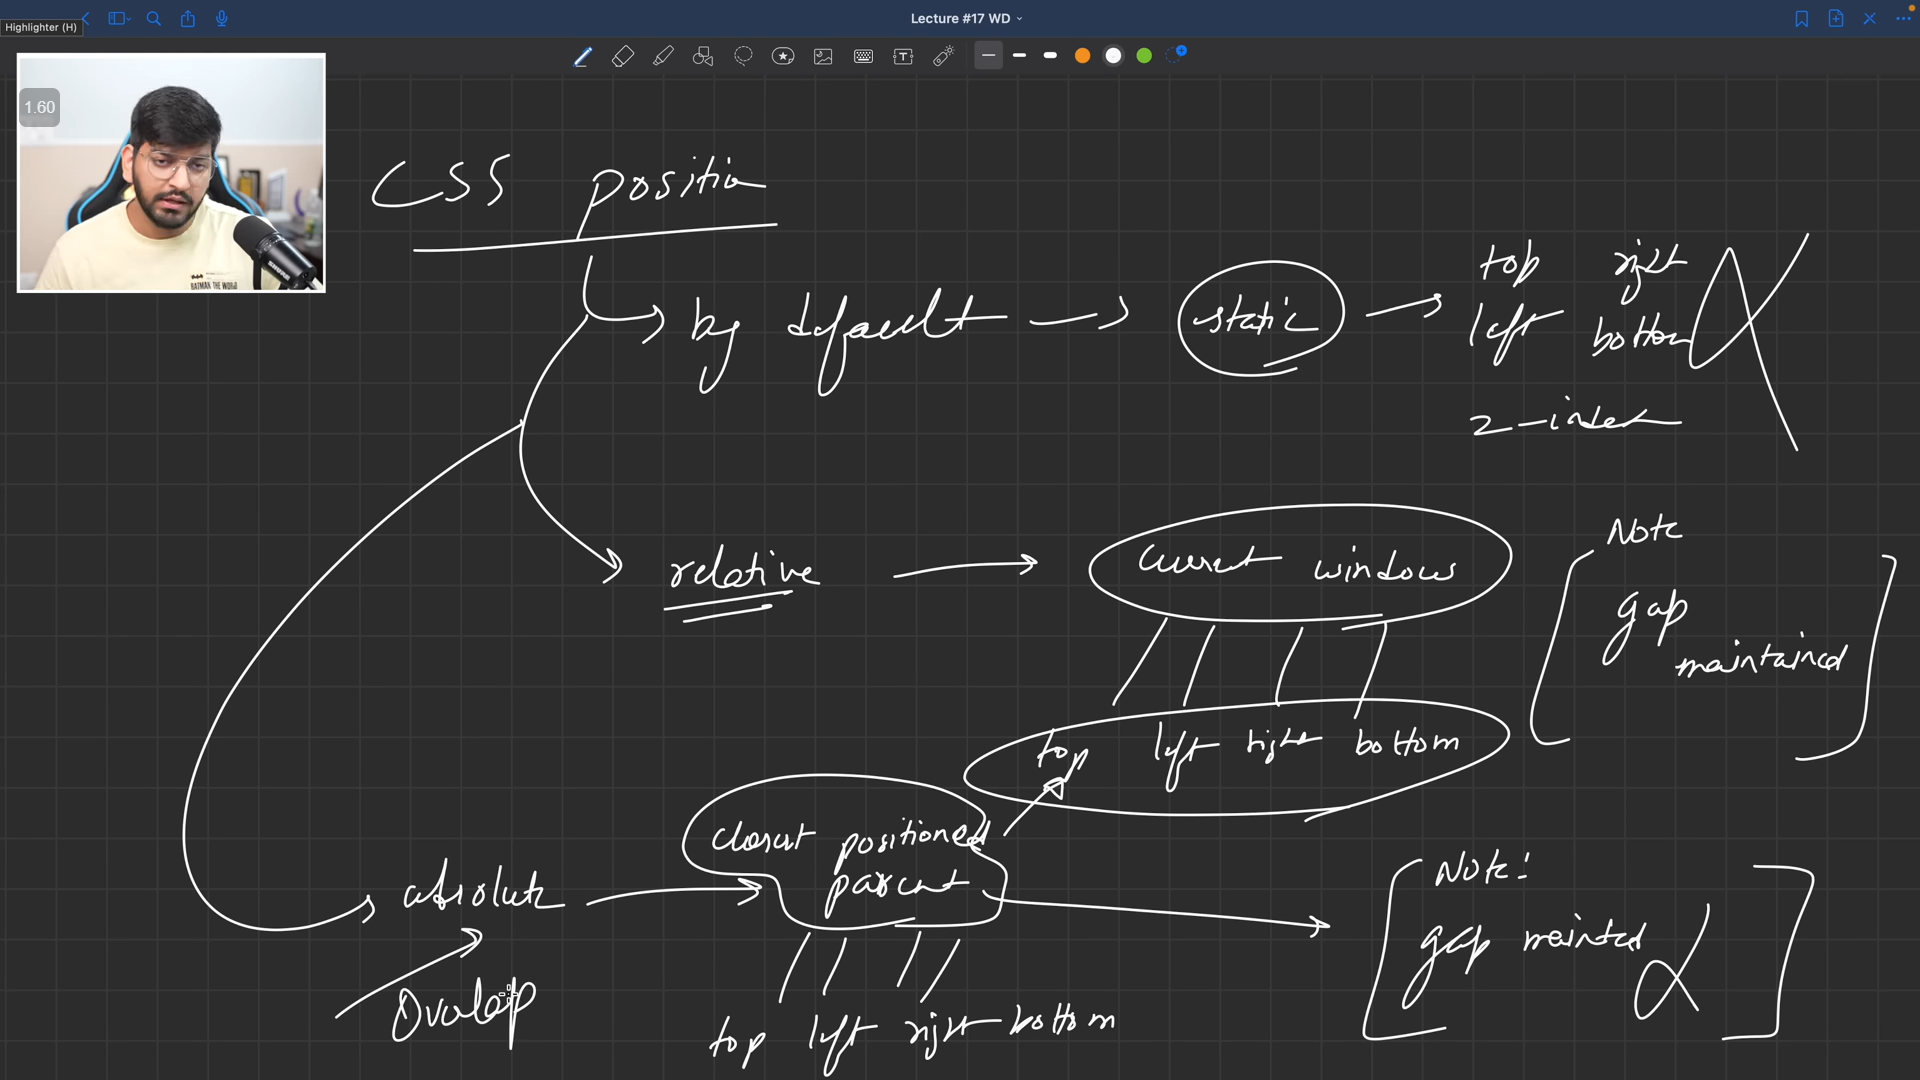 Lecture #17 WD
Highlighter (H)
1.60
BATMAN THE WORLD
CSS position
by default
static
top right
left bottom
z-index
relative
current windows
Note
gap
maintained
top left right bottom
closest positioned
parent
absolute
Overlap
top left right bottom
Note:
gap